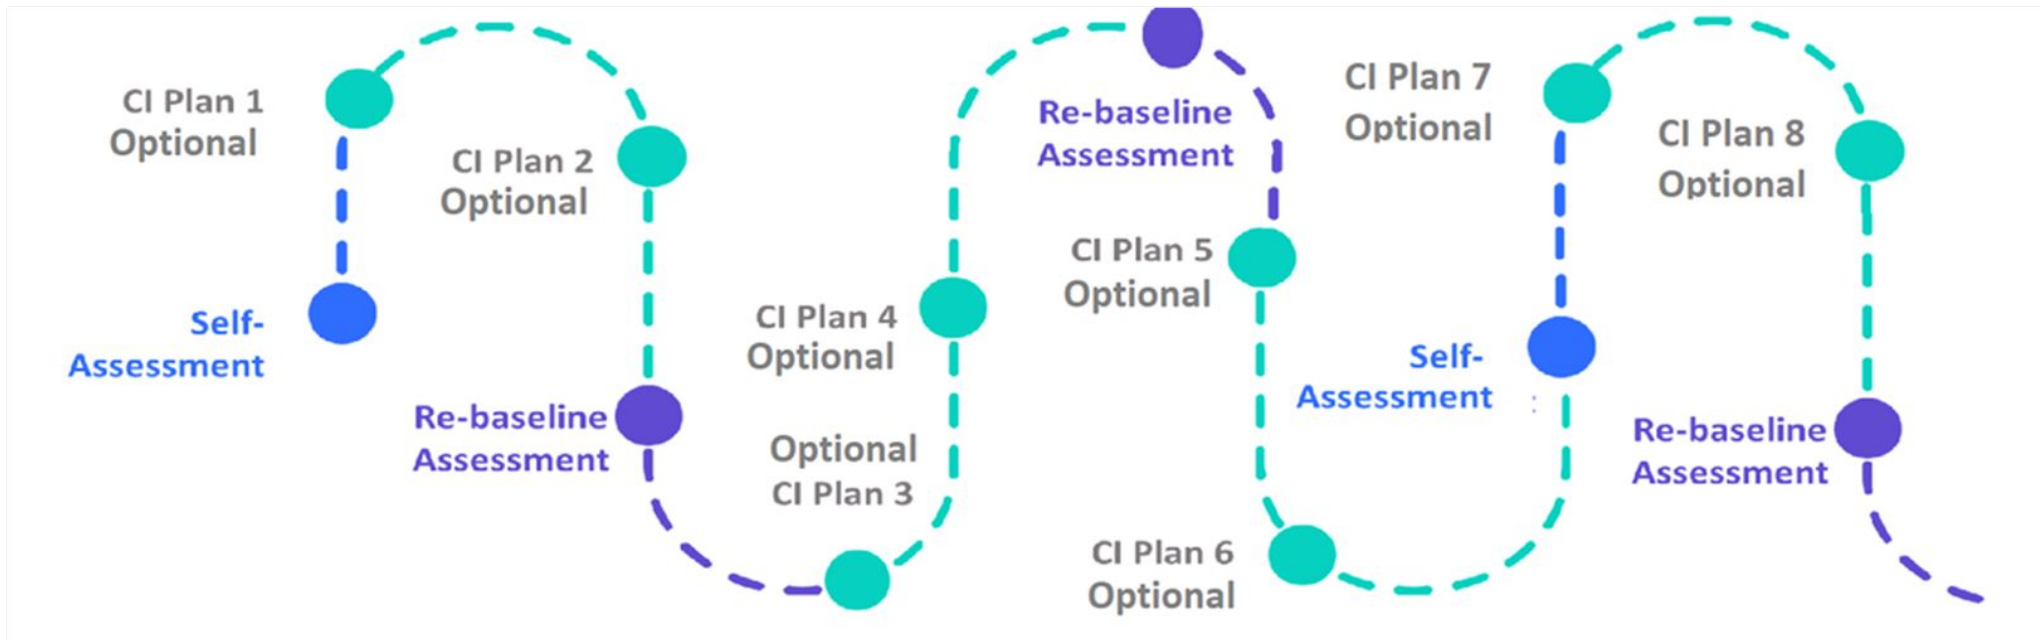 CI Plan 1
Optional
Self-
Assessment
CI Plan 2
Optional
Re-baseline
Assessment
Optional
CI Plan 3
CI Plan 4
Optional
Re-baseline
Assessment
CI Plan 5
Optional
CI Plan 6
Optional
Self-
Assessment
CI Plan 7
Optional
CI Plan 8
Optional
Re-baseline
Assessment